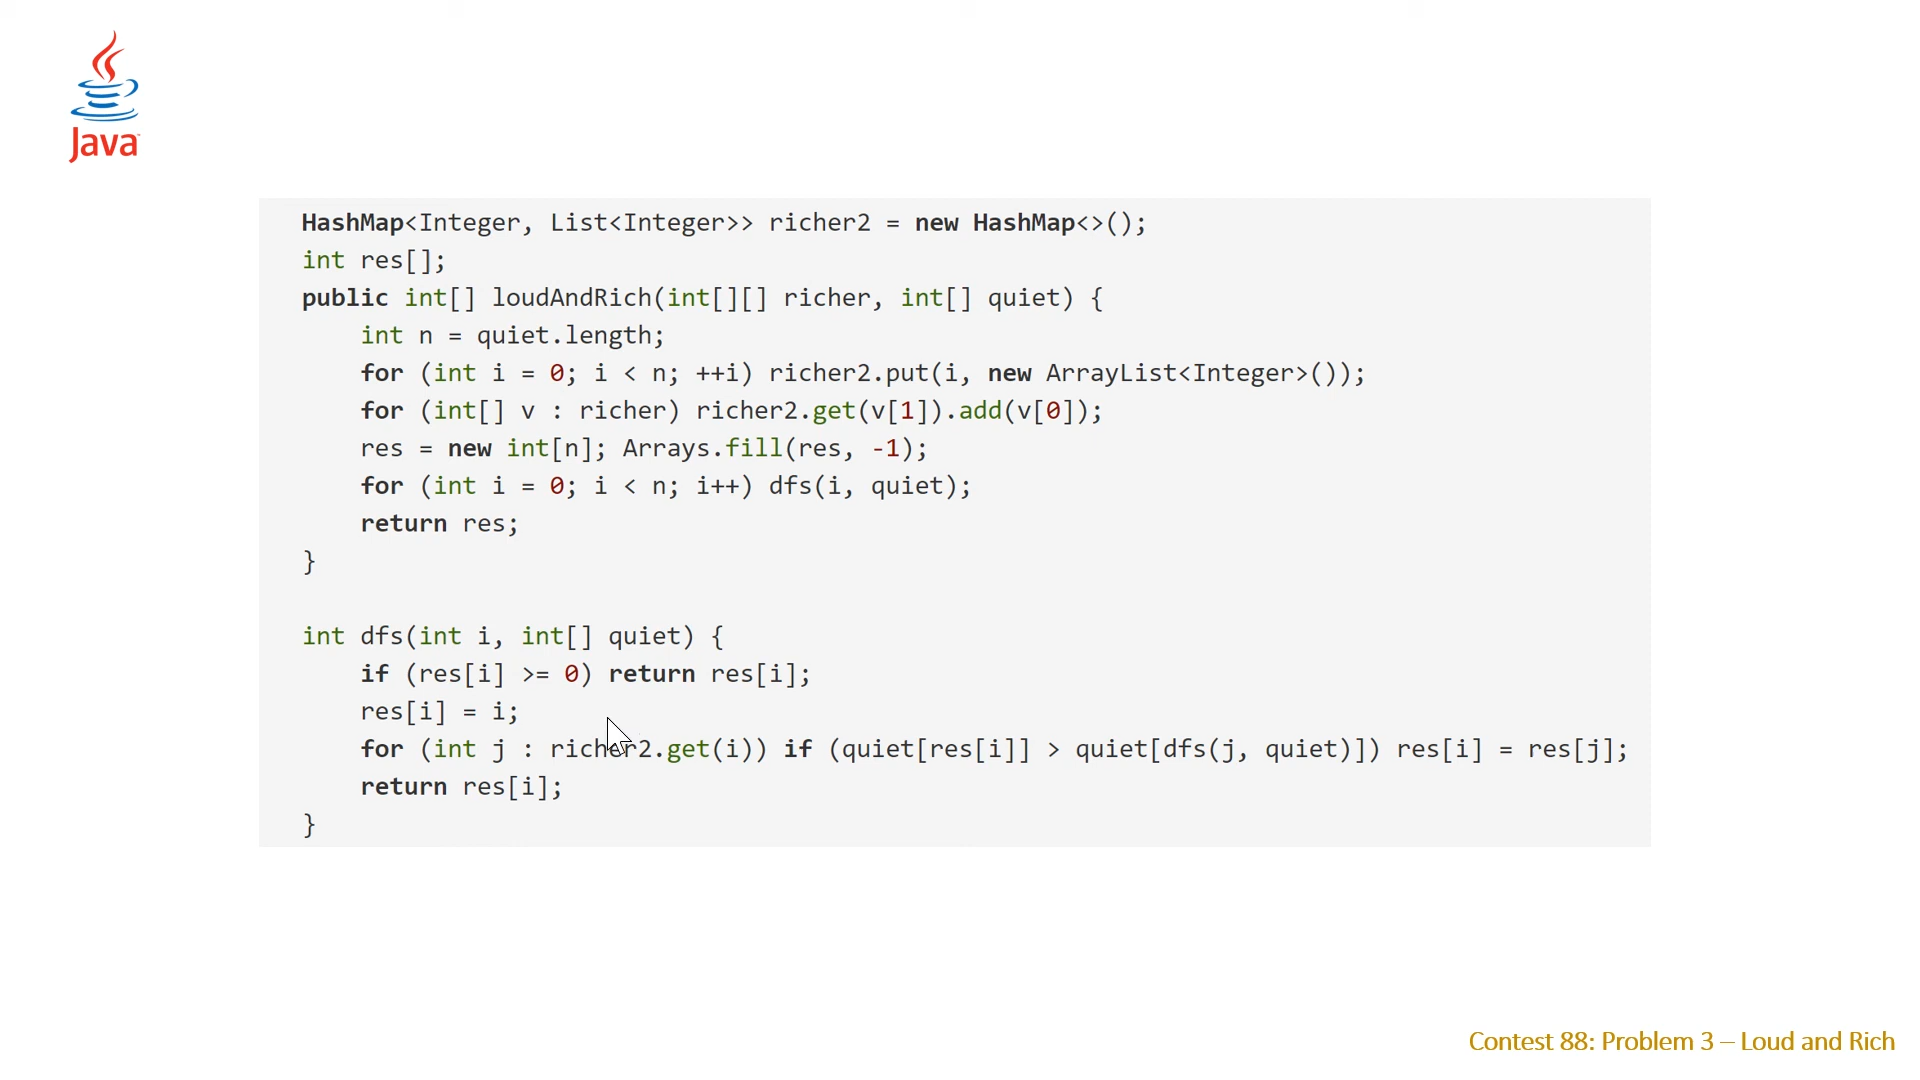 Java
HashMap<Integer, List<Integer>> richer2 = new HashMap<>();
int res[];
public int[] loudAndRich(int[][] richer, int[] quiet) {
    int n = quiet.length;
    for (int i = 0; i < n; ++i) richer2.put(i, new ArrayList<Integer>());
    for (int[] v : richer) richer2.get(v[1]).add(v[0]);
    res = new int[n]; Arrays.fill(res, -1);
    for (int i = 0; i < n; i++) dfs(i, quiet);
    return res;
}
int dfs(int i, int[] quiet) {
    if (res[i] >= 0) return res[i];
    res[i] = i;
    for (int j : richer2.get(i)) if (quiet[res[i]] > quiet[dfs(j, quiet)]) res[i] = res[j];
    return res[i];
}
Contest 88: Problem 3 – Loud and Rich